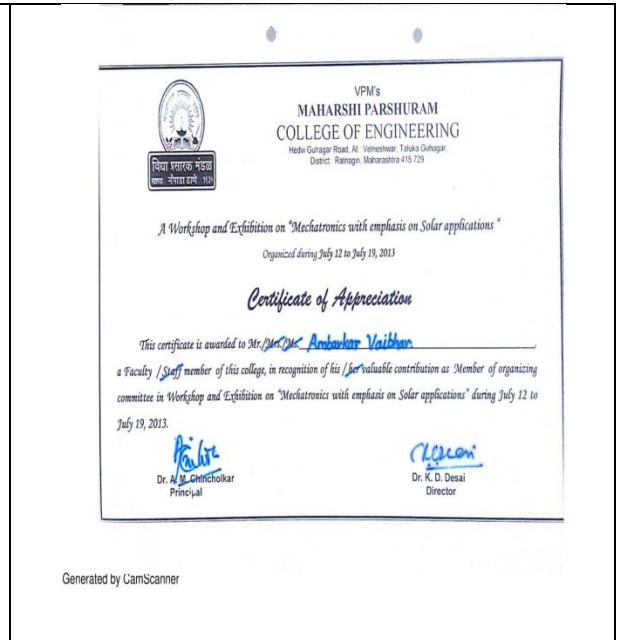 VPM's
MAHARSHI PARSHURAM
COLLEGE OF ENGINEERING
Hedvi Guhagar Road, At : Velneshwar, Taluka Guhagar,
District : Ratnagiri, Maharashtra 415 729
विद्या प्रसारक मंडळ
नौपाडा ठाणे
A Workshop and Exhibition on "Mechatronics with emphasis on Solar applications "
Organized during July 12 to July 19, 2013
Certificate of Appreciation
This certificate is awarded to Mr./Mrs./Ms. Ambavkar Vaibhav,
a Faculty / Staff member of this college, in recognition of his / her valuable contribution as Member of organizing
committee in Workshop and Exhibition on "Mechatronics with emphasis on Solar applications" during July 12 to
July 19, 2013.
Dr. A. M. Chincholkar
Principal
Dr. K. D. Desai
Director
Generated by CamScanner